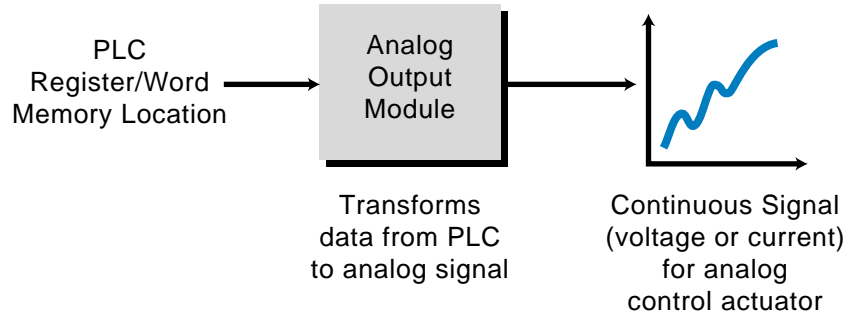 PLC
Register/Word
Memory Location
Analog
Output
Module
Transforms
data from PLC
to analog signal
Continuous Signal
(voltage or current)
for analog
control actuator